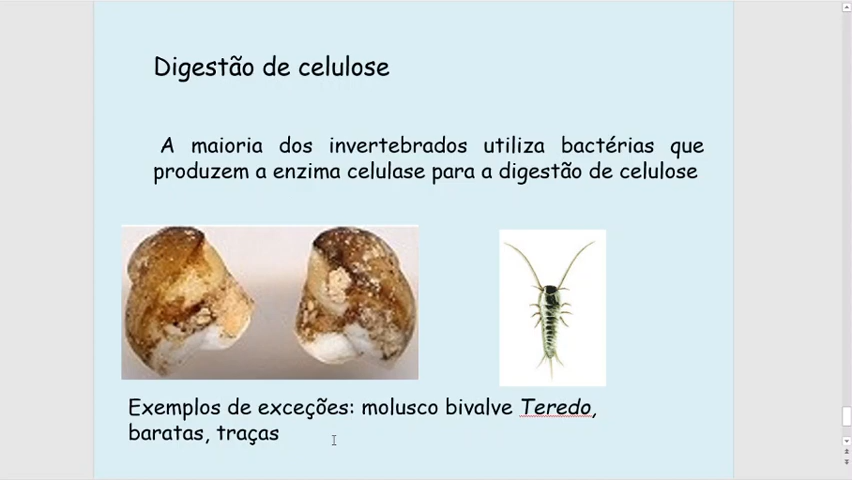 Digestão de celulose
A maioria dos invertebrados utiliza bactérias que
produzem a enzima celulase para a digestão de celulose
Exemplos de exceções: molusco bivalve Teredo,
baratas, traças